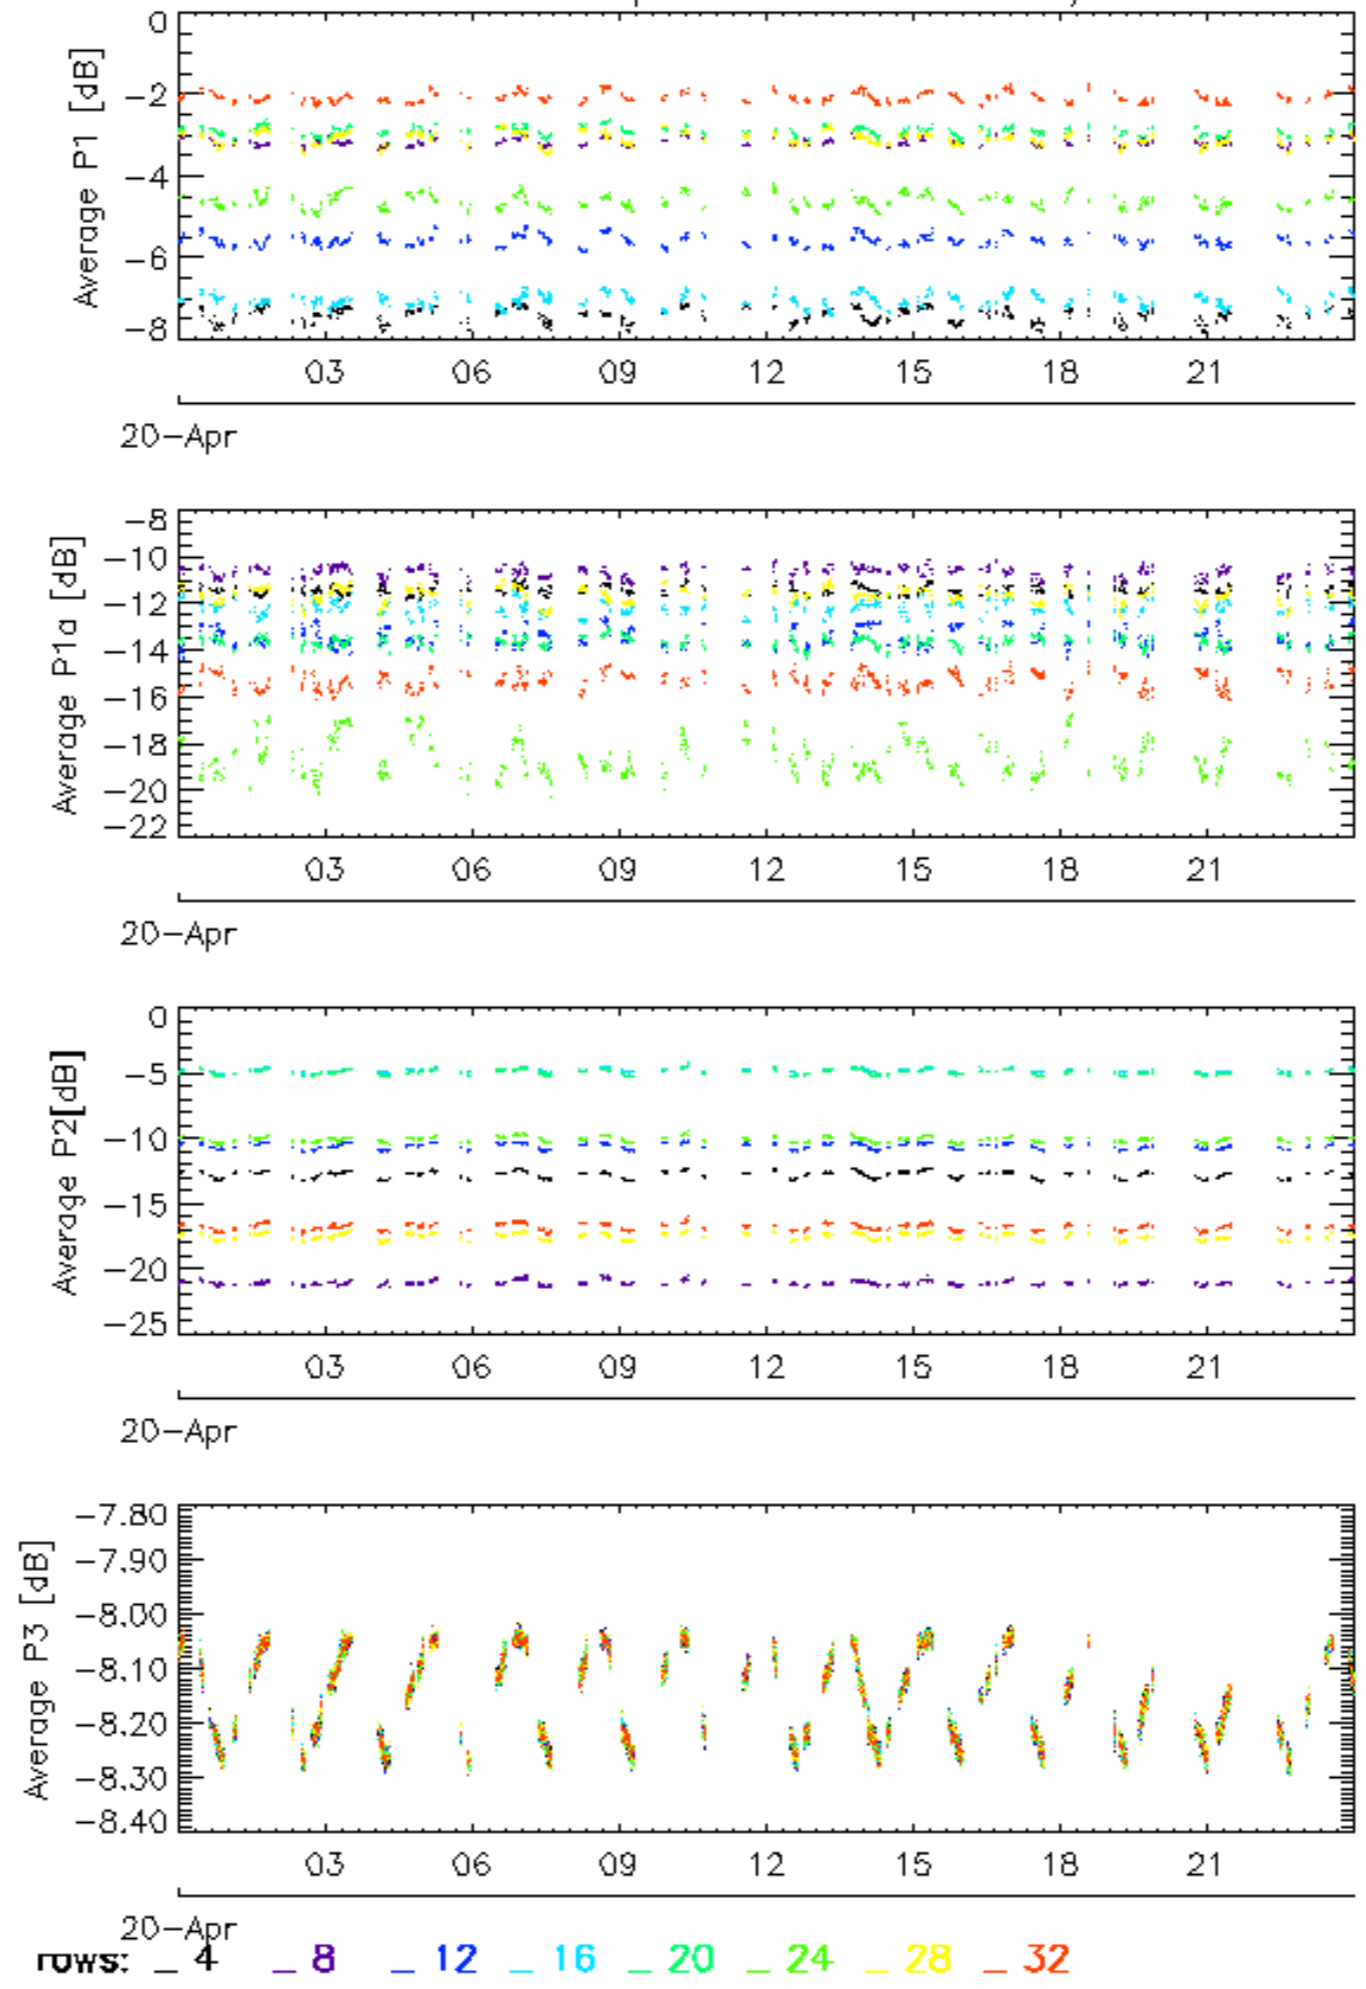 0
-2
-4
-6
-8
Average P1 [dB]
03 06 09 12 15 18 21
20-Apr
-8
-10
-12
-14
-16
-18
-20
-22
Average P1a [dB]
03 06 09 12 15 18 21
20-Apr
0
-5
-10
-15
-20
-25
Average P2[dB]
03 06 09 12 15 18 21
20-Apr
-7.80
-7.90
-8.00
-8.10
-8.20
-8.30
-8.40
Average P3 [dB]
03 06 09 12 15 18 21
20-Apr
rows: _ 4 _ 8 _ 12 _ 16 _ 20 _ 24 _ 28 _ 32